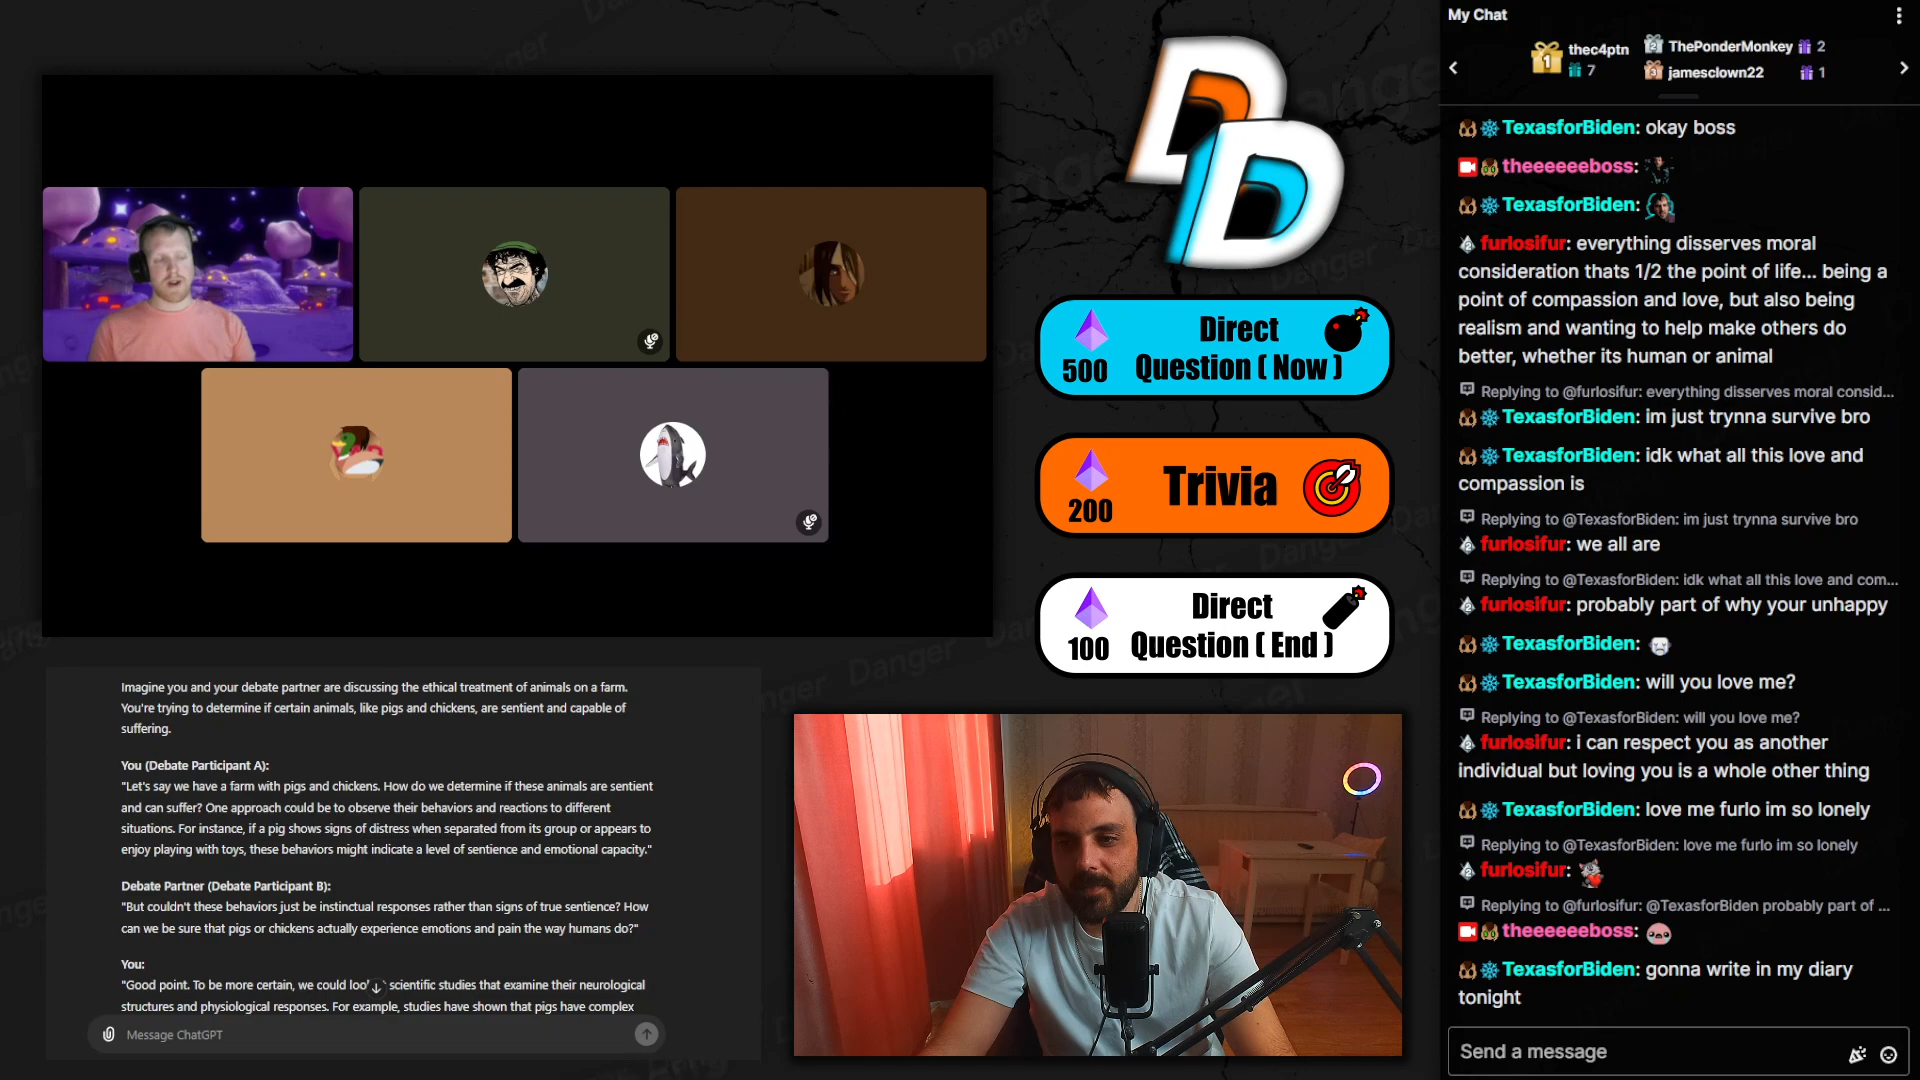 DD
500
Direct
Question ( Now )
200
Trivia
100
Direct
Question ( End )
Imagine you and your debate partner are discussing the ethical treatment of animals on a farm.
You're trying to determine if certain animals, like pigs and chickens, are sentient and capable of
suffering.
You (Debate Participant A):
"Let's say we have a farm with pigs and chickens. How do we determine if these animals are sentient
and can suffer? One approach could be to observe their behaviors and reactions to different
situations. For instance, if a pig shows signs of distress when separated from its group or appears to
enjoy playing with toys, these behaviors might indicate a level of sentience and emotional capacity."
Debate Partner (Debate Participant B):
"But couldn't these behaviors just be instinctual responses rather than signs of true sentience? How
can we be sure that pigs or chickens actually experience emotions and pain the way humans do?"
You:
"Good point. To be more certain, we could scientific studies that examine their neurological
structures and physiological responses. For example, studies have shown that pigs have complex
Message ChatGPT
My Chat
1 thec4ptn
7
2 ThePonderMonkey 2
3 jamesclown22 1
TexasforBiden: okay boss
theeeeeeboss:
TexasforBiden:
furlosifur: everything disserves moral
consideration thats 1/2 the point of life... being a
point of compassion and love, but also being
realism and wanting to help make others do
better, whether its human or animal
Replying to @furlosifur: everything disserves moral consid...
TexasforBiden: im just trynna survive bro
TexasforBiden: idk what all this love and
compassion is
Replying to @TexasforBiden: im just trynna survive bro
furlosifur: we all are
Replying to @TexasforBiden: idk what all this love and com...
furlosifur: probably part of why your unhappy
TexasforBiden:
TexasforBiden: will you love me?
Replying to @TexasforBiden: will you love me?
furlosifur: i can respect you as another
individual but loving you is a whole other thing
TexasforBiden: love me furlo im so lonely
Replying to @TexasforBiden: love me furlo im so lonely
furlosifur:
Replying to @furlosifur: @TexasforBiden probably part of ...
theeeeeeboss:
TexasforBiden: gonna write in my diary
tonight
Send a message